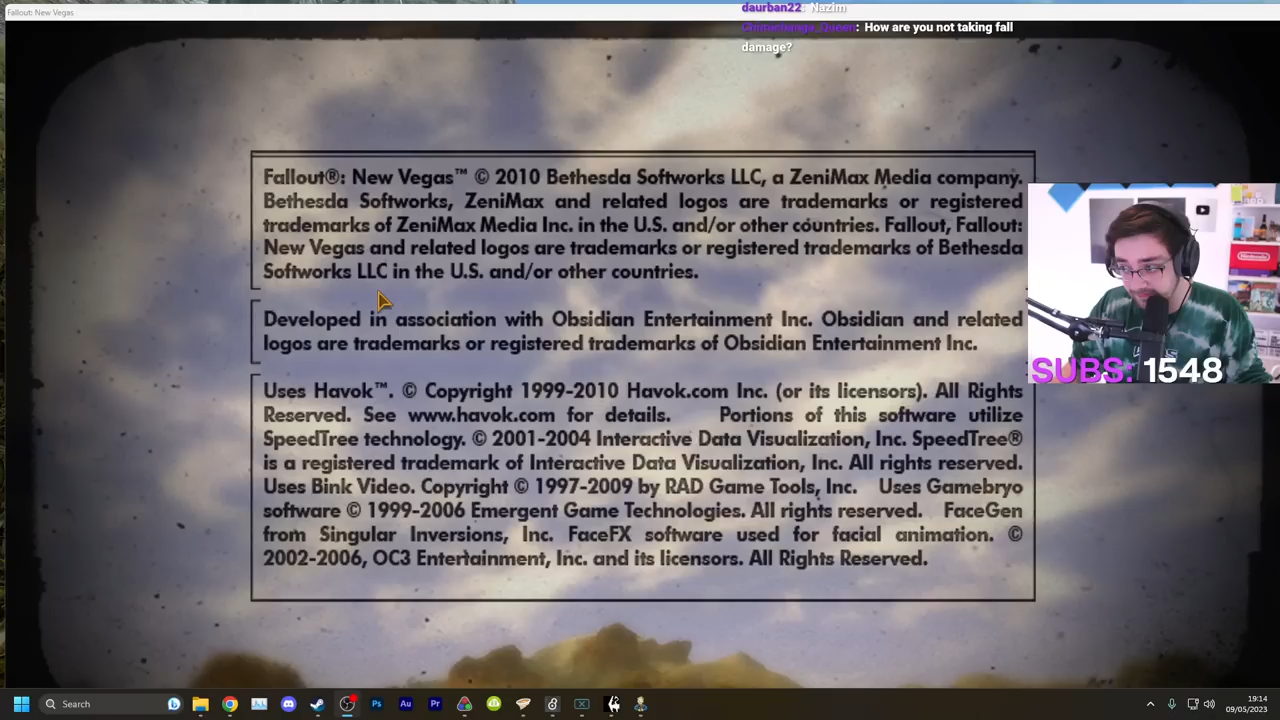 Fallout: New Vegas
daurban22: Nazim
Chimichanga_Queen: How are you not taking fall
damage?
Fallout®: New Vegas™ © 2010 Bethesda Softworks LLC, a ZeniMax Media company.
Bethesda Softworks, ZeniMax and related logos are trademarks or registered
trademarks of ZeniMax Media Inc. in the U.S. and/or other countries. Fallout, Fallout:
New Vegas and related logos are trademarks or registered trademarks of Bethesda
Softworks LLC in the U.S. and/or other countries.
Developed in association with Obsidian Entertainment Inc. Obsidian and related
logos are trademarks or registered trademarks of Obsidian Entertainment Inc.
Uses Havok™. © Copyright 1999-2010 Havok.com Inc. (or its licensors). All Rights
Reserved. See www.havok.com for details. Portions of this software utilize
SpeedTree technology. © 2001-2004 Interactive Data Visualization, Inc. SpeedTree®
is a registered trademark of Interactive Data Visualization, Inc. All rights reserved.
Uses Bink Video. Copyright © 1997-2009 by RAD Game Tools, Inc. Uses Gamebryo
software © 1999-2006 Emergent Game Technologies. All rights reserved. FaceGen
from Singular Inversions, Inc. FaceFX software used for facial animation. ©
2002-2006, OC3 Entertainment, Inc. and its licensors. All Rights Reserved.
Nintendo
SUBS: 1548
Search
Ps
Au
Pr
19:14
09/05/2023